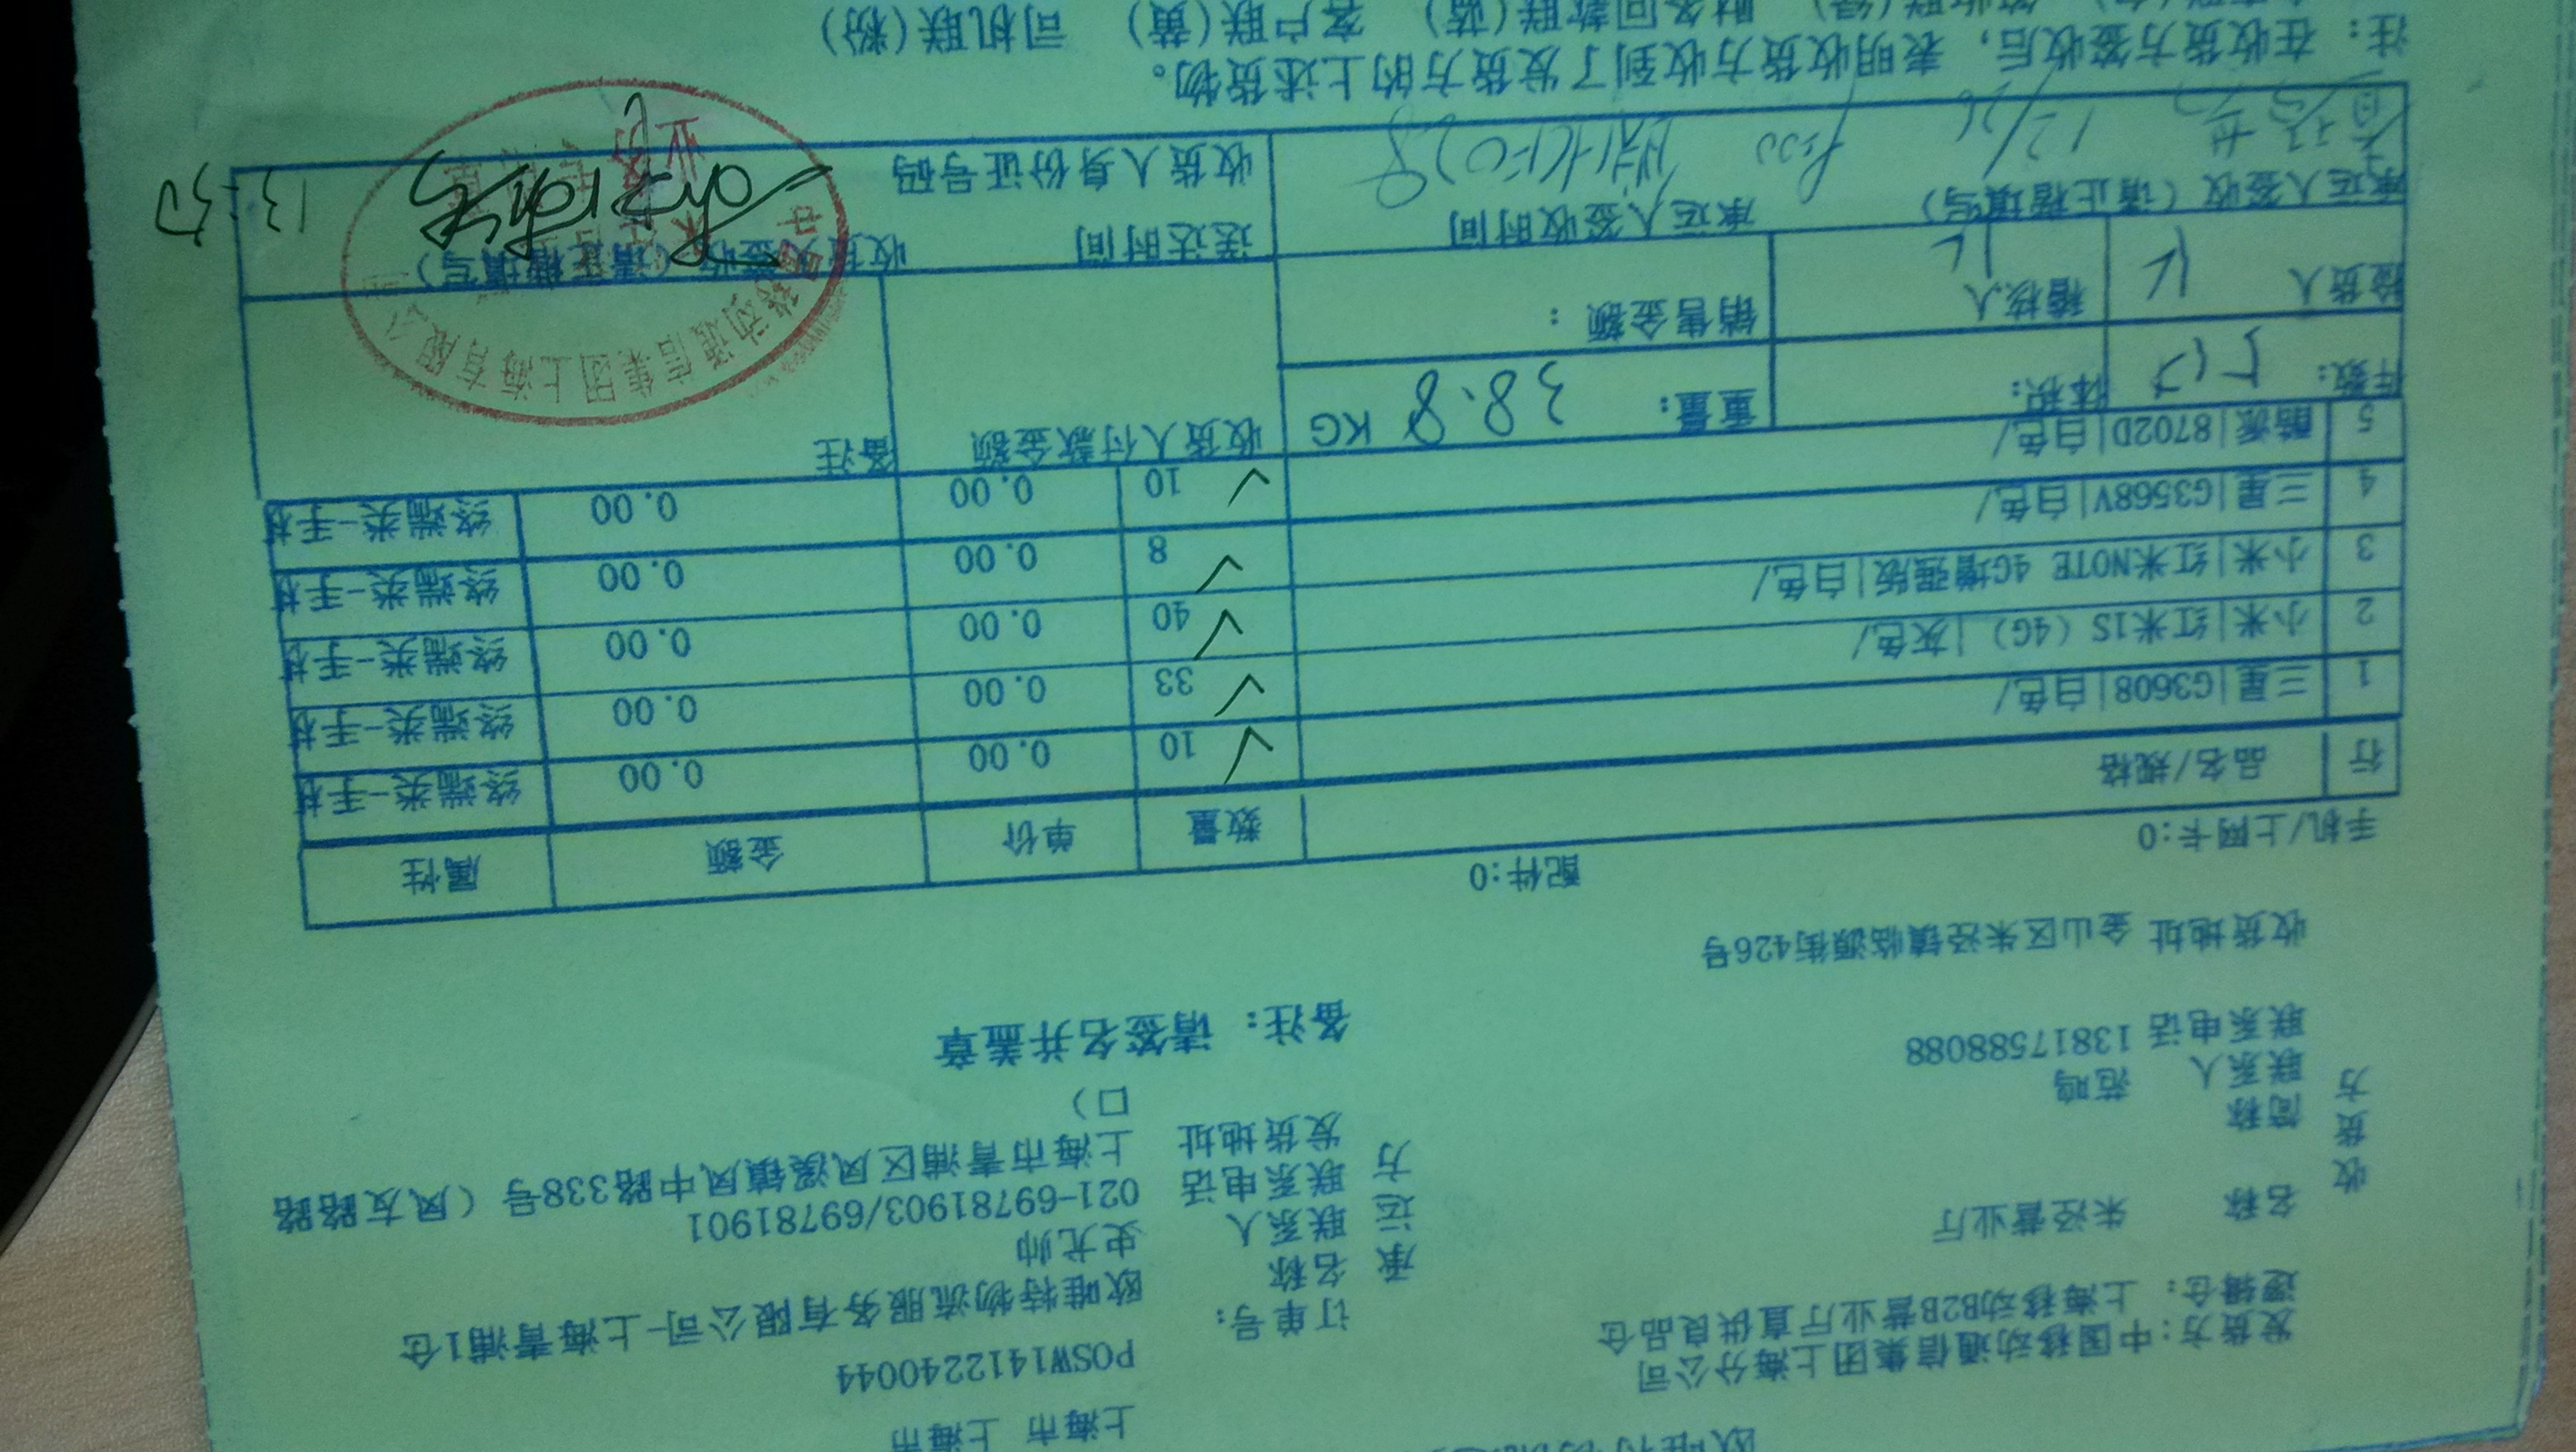 上海市 上海市
发货方:中国移动通信集团上海分公司
订单号: POSW1412240044
逻辑仓: 上海移动B2B营业厅直供良品仓
收货方
名称 朱泾营业厅
简称
联系人 范鸣
联系电话 13817588088
收货地址 金山区朱泾镇临源街426号
承运方
名称 欧唯特物流服务有限公司-上海青浦1仓
联系人 史尤帅
联系电话 021-69781903/69781901
发货地址 上海市青浦区凤溪镇凤中路338号（凤友路路口）
备注: 请签名并盖章
手机/上网卡:0 配件:0
行 品名/规格 数量 单价 金额 属性
1 三星|G3608|白色/ 10 0.00 0.00 终端类-手机
2 小米|红米1S（4G）|灰色/ 33 0.00 0.00 终端类-手机
3 小米|红米NOTE 4G增强版|白色/ 40 0.00 0.00 终端类-手机
4 三星|G3568V|白色/ 8 0.00 0.00 终端类-手机
5 酷派|8702D|白色/ 10 0.00 0.00 终端类-手机
件数: 体积: 重量: 38.8 KG 收货人付款金额 备注
验货人 稽核人 销售金额:
承运人签收（请正楷填写） 承运人签收时间 送达时间 收货人签收（请正楷填写）
12/26 收货人身份证号码 13:50
移动通信集团上海有限公司
注: 在收货方签收后, 表明收货方收到了发货方的上述货物。
财务回款联(蓝) 客户联(黄) 司机联(粉)